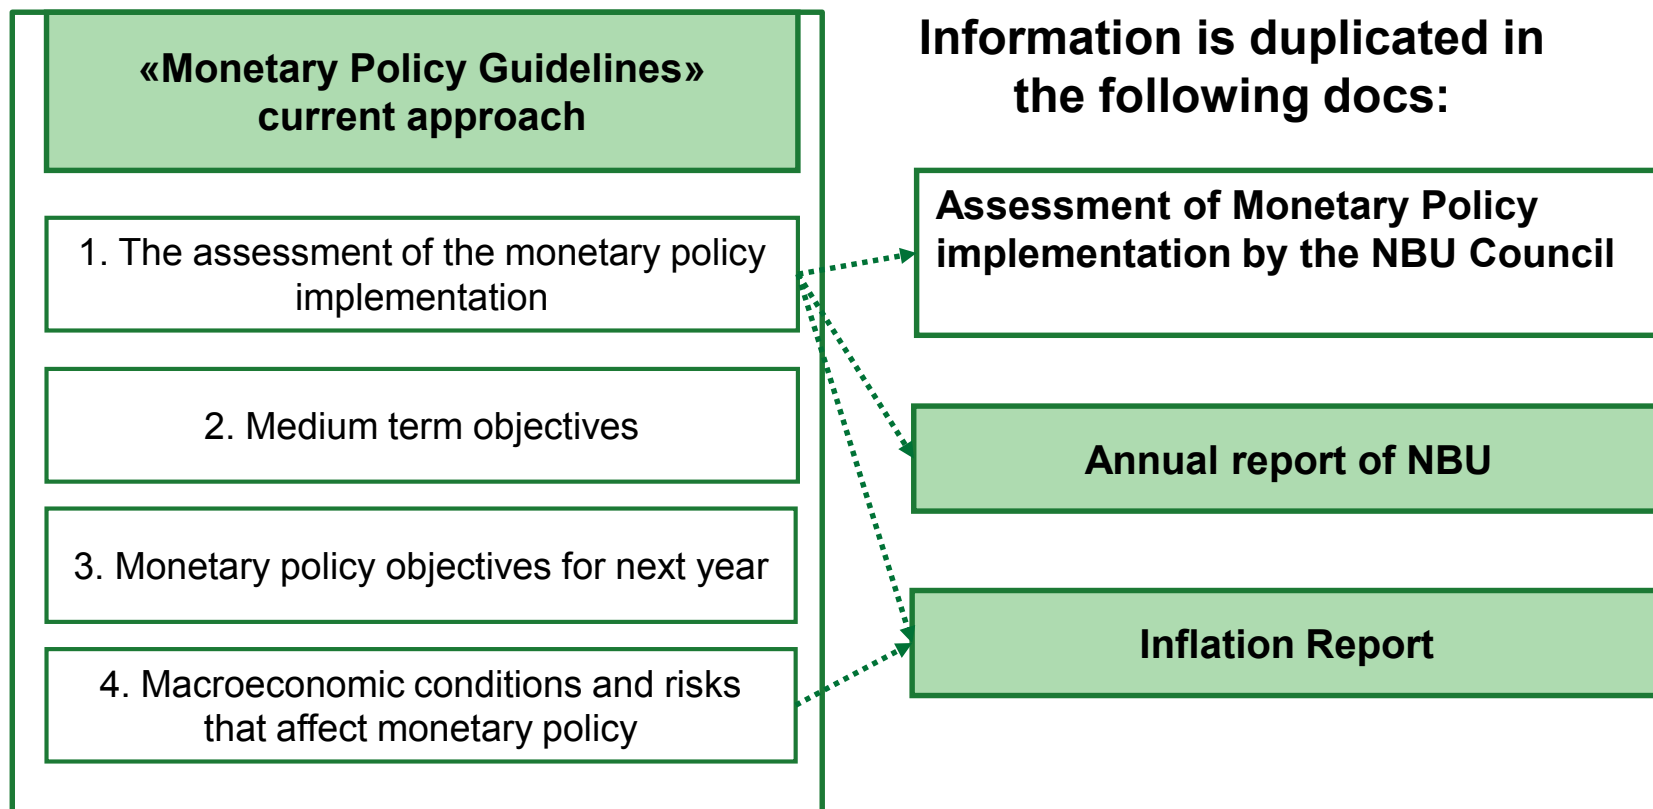 «Monetary Policy Guidelines»
current approach
1. The assessment of the monetary policy
implementation
2. Medium term objectives
3. Monetary policy objectives for next year
4. Macroeconomic conditions and risks
that affect monetary policy
Information is duplicated in
the following docs:
Assessment of Monetary Policy
implementation by the NBU Council
Annual report of NBU
Inflation Report